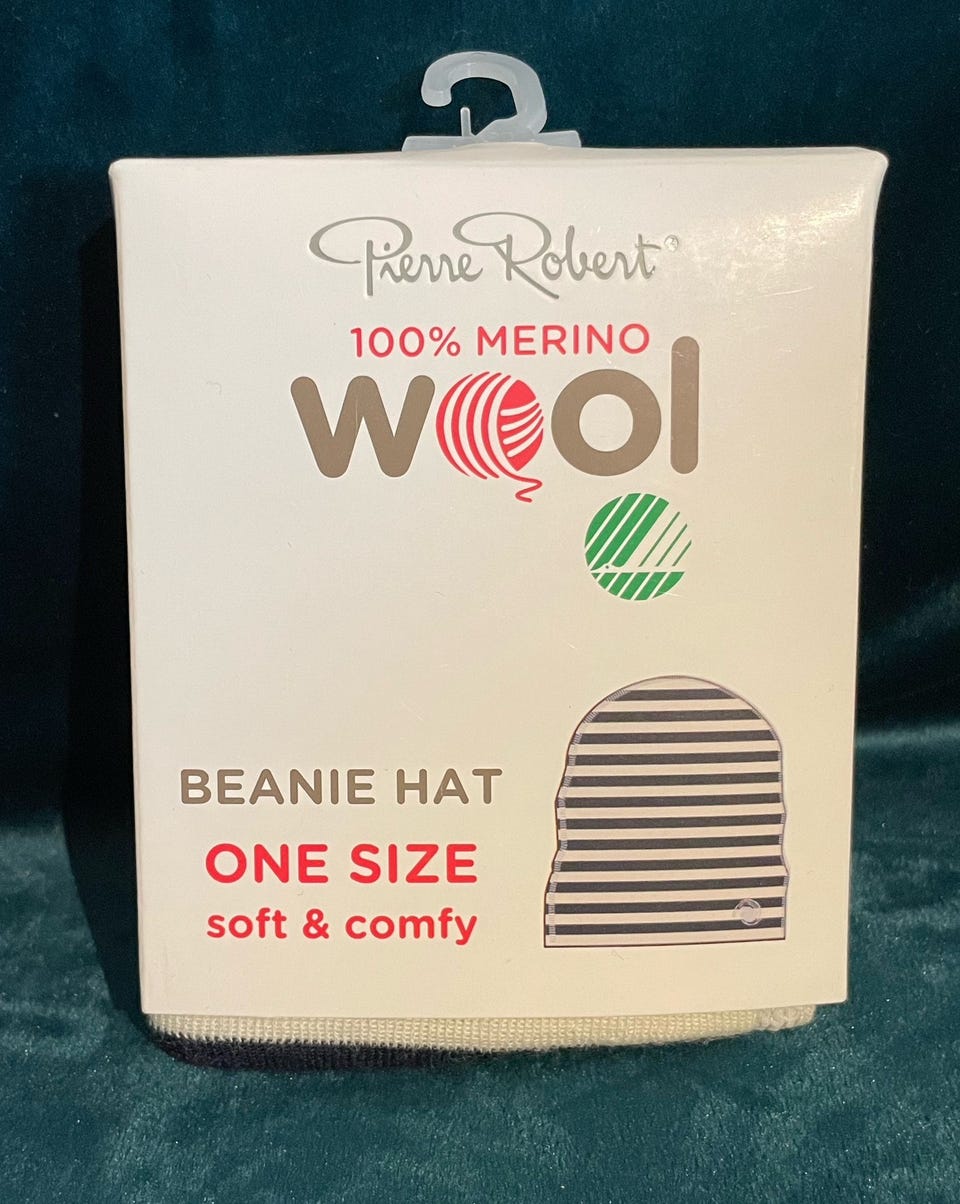 Pierre Robert®
100% MERINO
wool
BEANIE HAT
ONE SIZE
soft & comfy